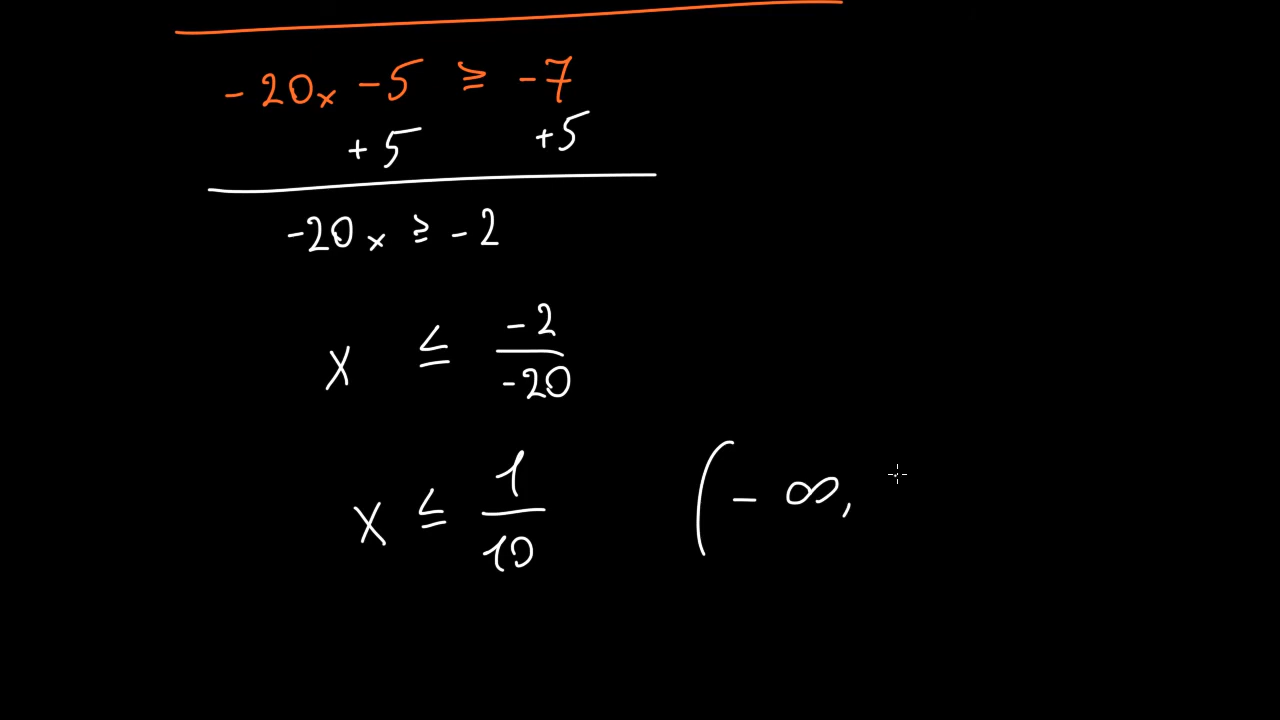 -20x -5 ≥ -7
+5 +5
-20x ≥ -2
x ≤ -2/-20
x ≤ 1/10 (-∞,